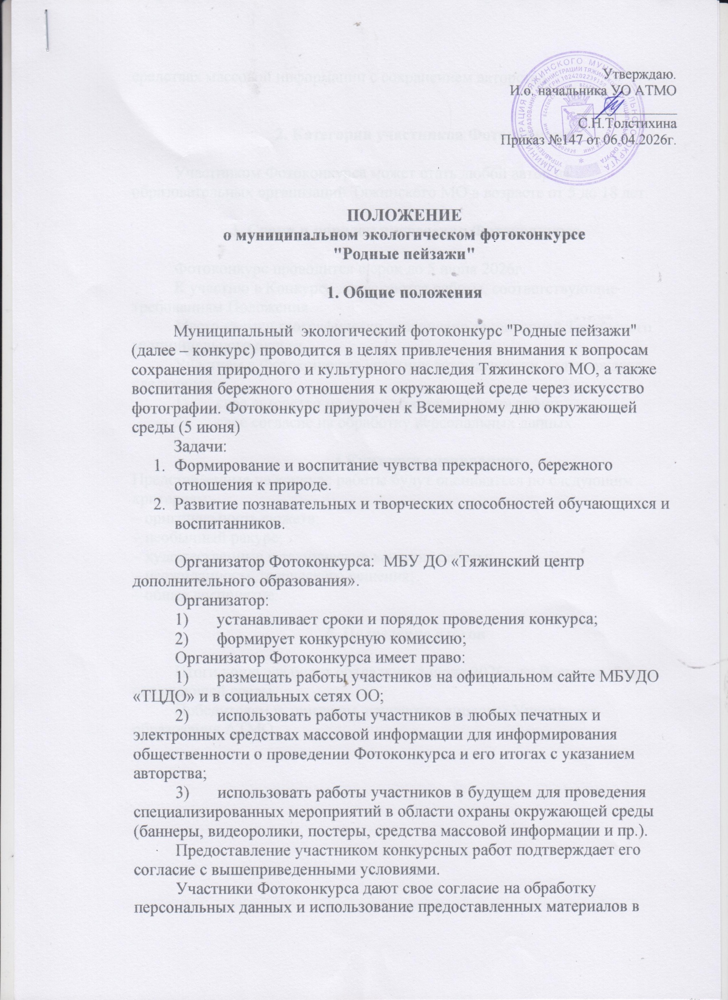 Утверждаю.
И.о. начальника УО АТМО
С.Н.Толстихина
Приказ №147 от 06.04.2026г.
ПОЛОЖЕНИЕ
о муниципальном экологическом фотоконкурсе
"Родные пейзажи"
1. Общие положения
Муниципальный экологический фотоконкурс "Родные пейзажи"
(далее – конкурс) проводится в целях привлечения внимания к вопросам
сохранения природного и культурного наследия Тяжинского МО, а также
воспитания бережного отношения к окружающей среде через искусство
фотографии. Фотоконкурс приурочен к Всемирному дню окружающей
среды (5 июня)
Задачи:
1. Формирование и воспитание чувства прекрасного, бережного
отношения к природе.
2. Развитие познавательных и творческих способностей обучающихся и
воспитанников.
Организатор Фотоконкурса: МБУ ДО «Тяжинский центр
дополнительного образования».
Организатор:
1) устанавливает сроки и порядок проведения конкурса;
2) формирует конкурсную комиссию;
Организатор Фотоконкурса имеет право:
1) размещать работы участников на официальном сайте МБУДО
«ТЦДО» и в социальных сетях ОО;
2) использовать работы участников в любых печатных и
электронных средствах массовой информации для информирования
общественности о проведении Фотоконкурса и его итогах с указанием
авторства;
3) использовать работы участников в будущем для проведения
специализированных мероприятий в области охраны окружающей среды
(баннеры, видеоролики, постеры, средства массовой информации и пр.).
Предоставление участником конкурсных работ подтверждает его
согласие с вышеприведенными условиями.
Участники Фотоконкурса дают свое согласие на обработку
персональных данных и использование предоставленных материалов в